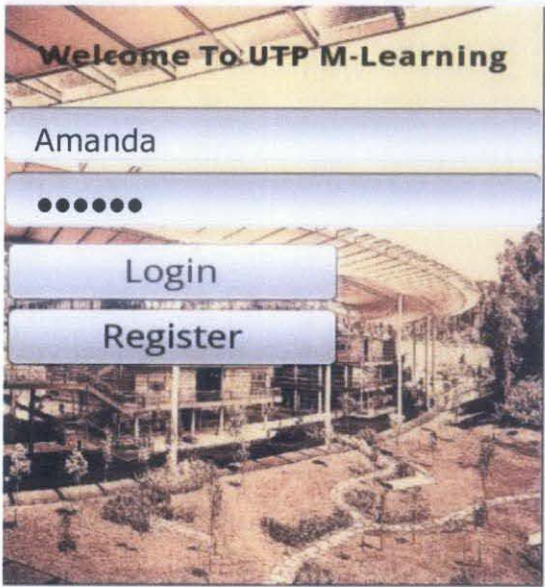 Welcome To UTP M-Learning
Amanda
●●●●●●
Login
Register